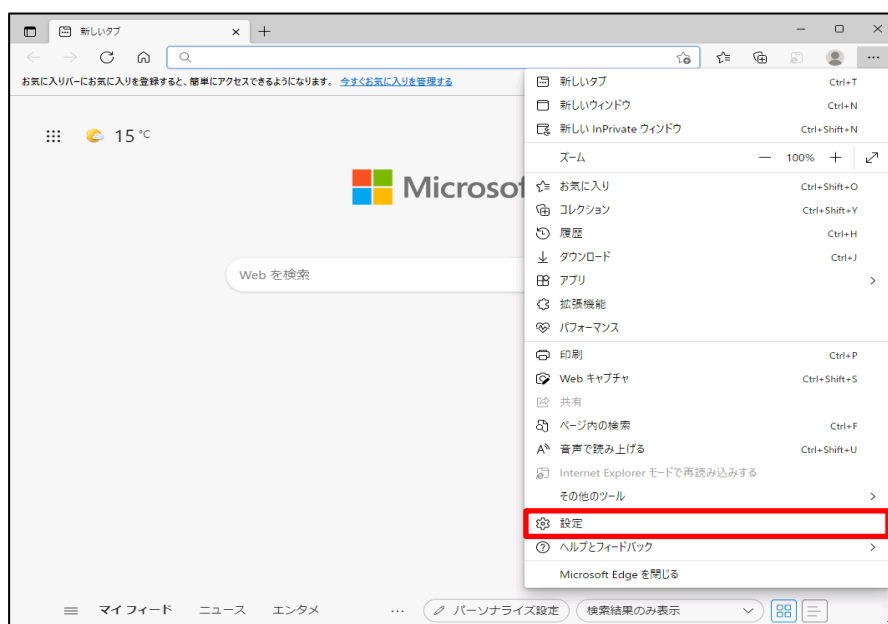 新しいタブ
お気に入りバーにお気に入りを登録すると、簡単にアクセスできるようになります。 今すぐお気に入りを管理する
15 °C
Web を検索
新しいタブ Ctrl+T
新しいウィンドウ Ctrl+N
新しい InPrivate ウィンドウ Ctrl+Shift+N
ズーム — 100% +
お気に入り Ctrl+Shift+O
コレクション Ctrl+Shift+Y
履歴 Ctrl+H
ダウンロード Ctrl+J
アプリ
拡張機能
パフォーマンス
印刷 Ctrl+P
Web キャプチャ Ctrl+Shift+S
共有
ページ内の検索 Ctrl+F
音声で読み上げる Ctrl+Shift+U
Internet Explorer モードで再読み込みする
その他のツール
設定
ヘルプとフィードバック
Microsoft Edge を閉じる
マイ フィード ニュース エンタメ ... パーソナライズ設定 検索結果のみ表示